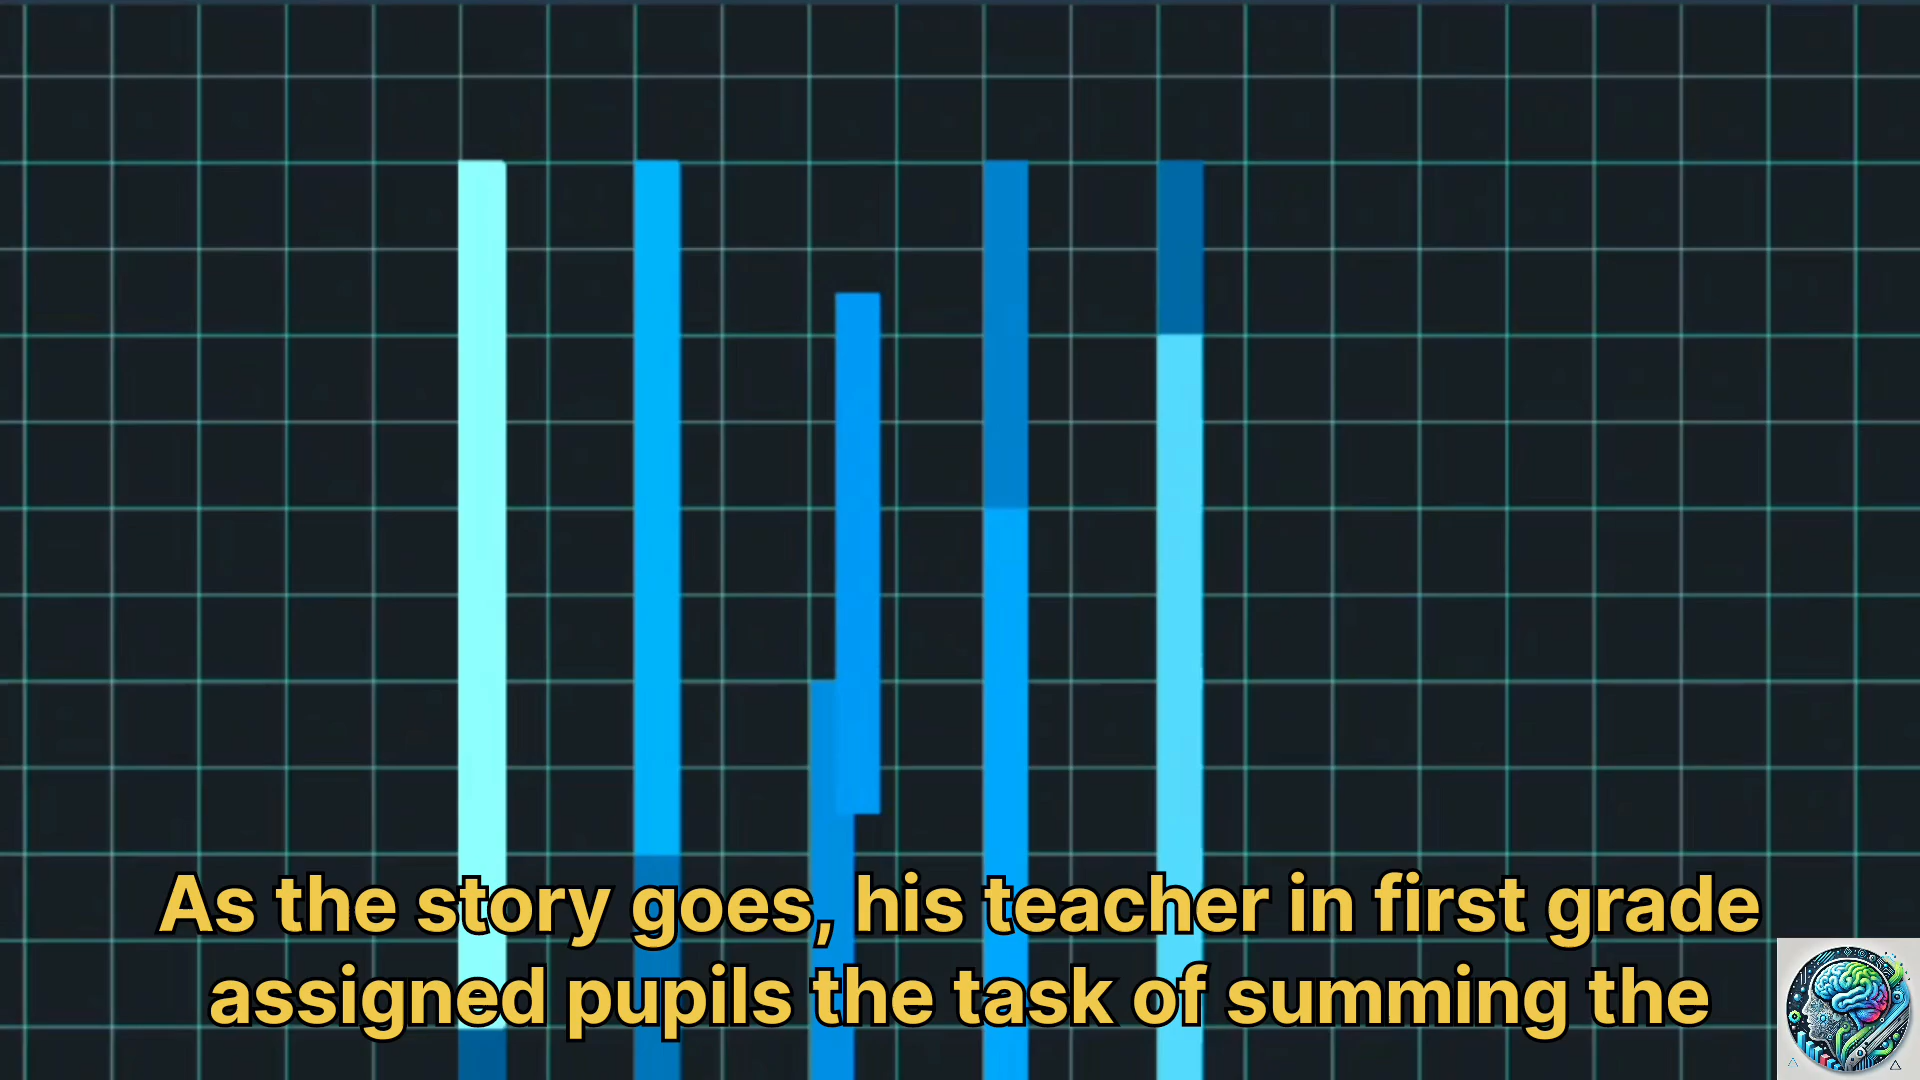 As the story goes, his teacher in first grade
assigned pupils the task of summing the